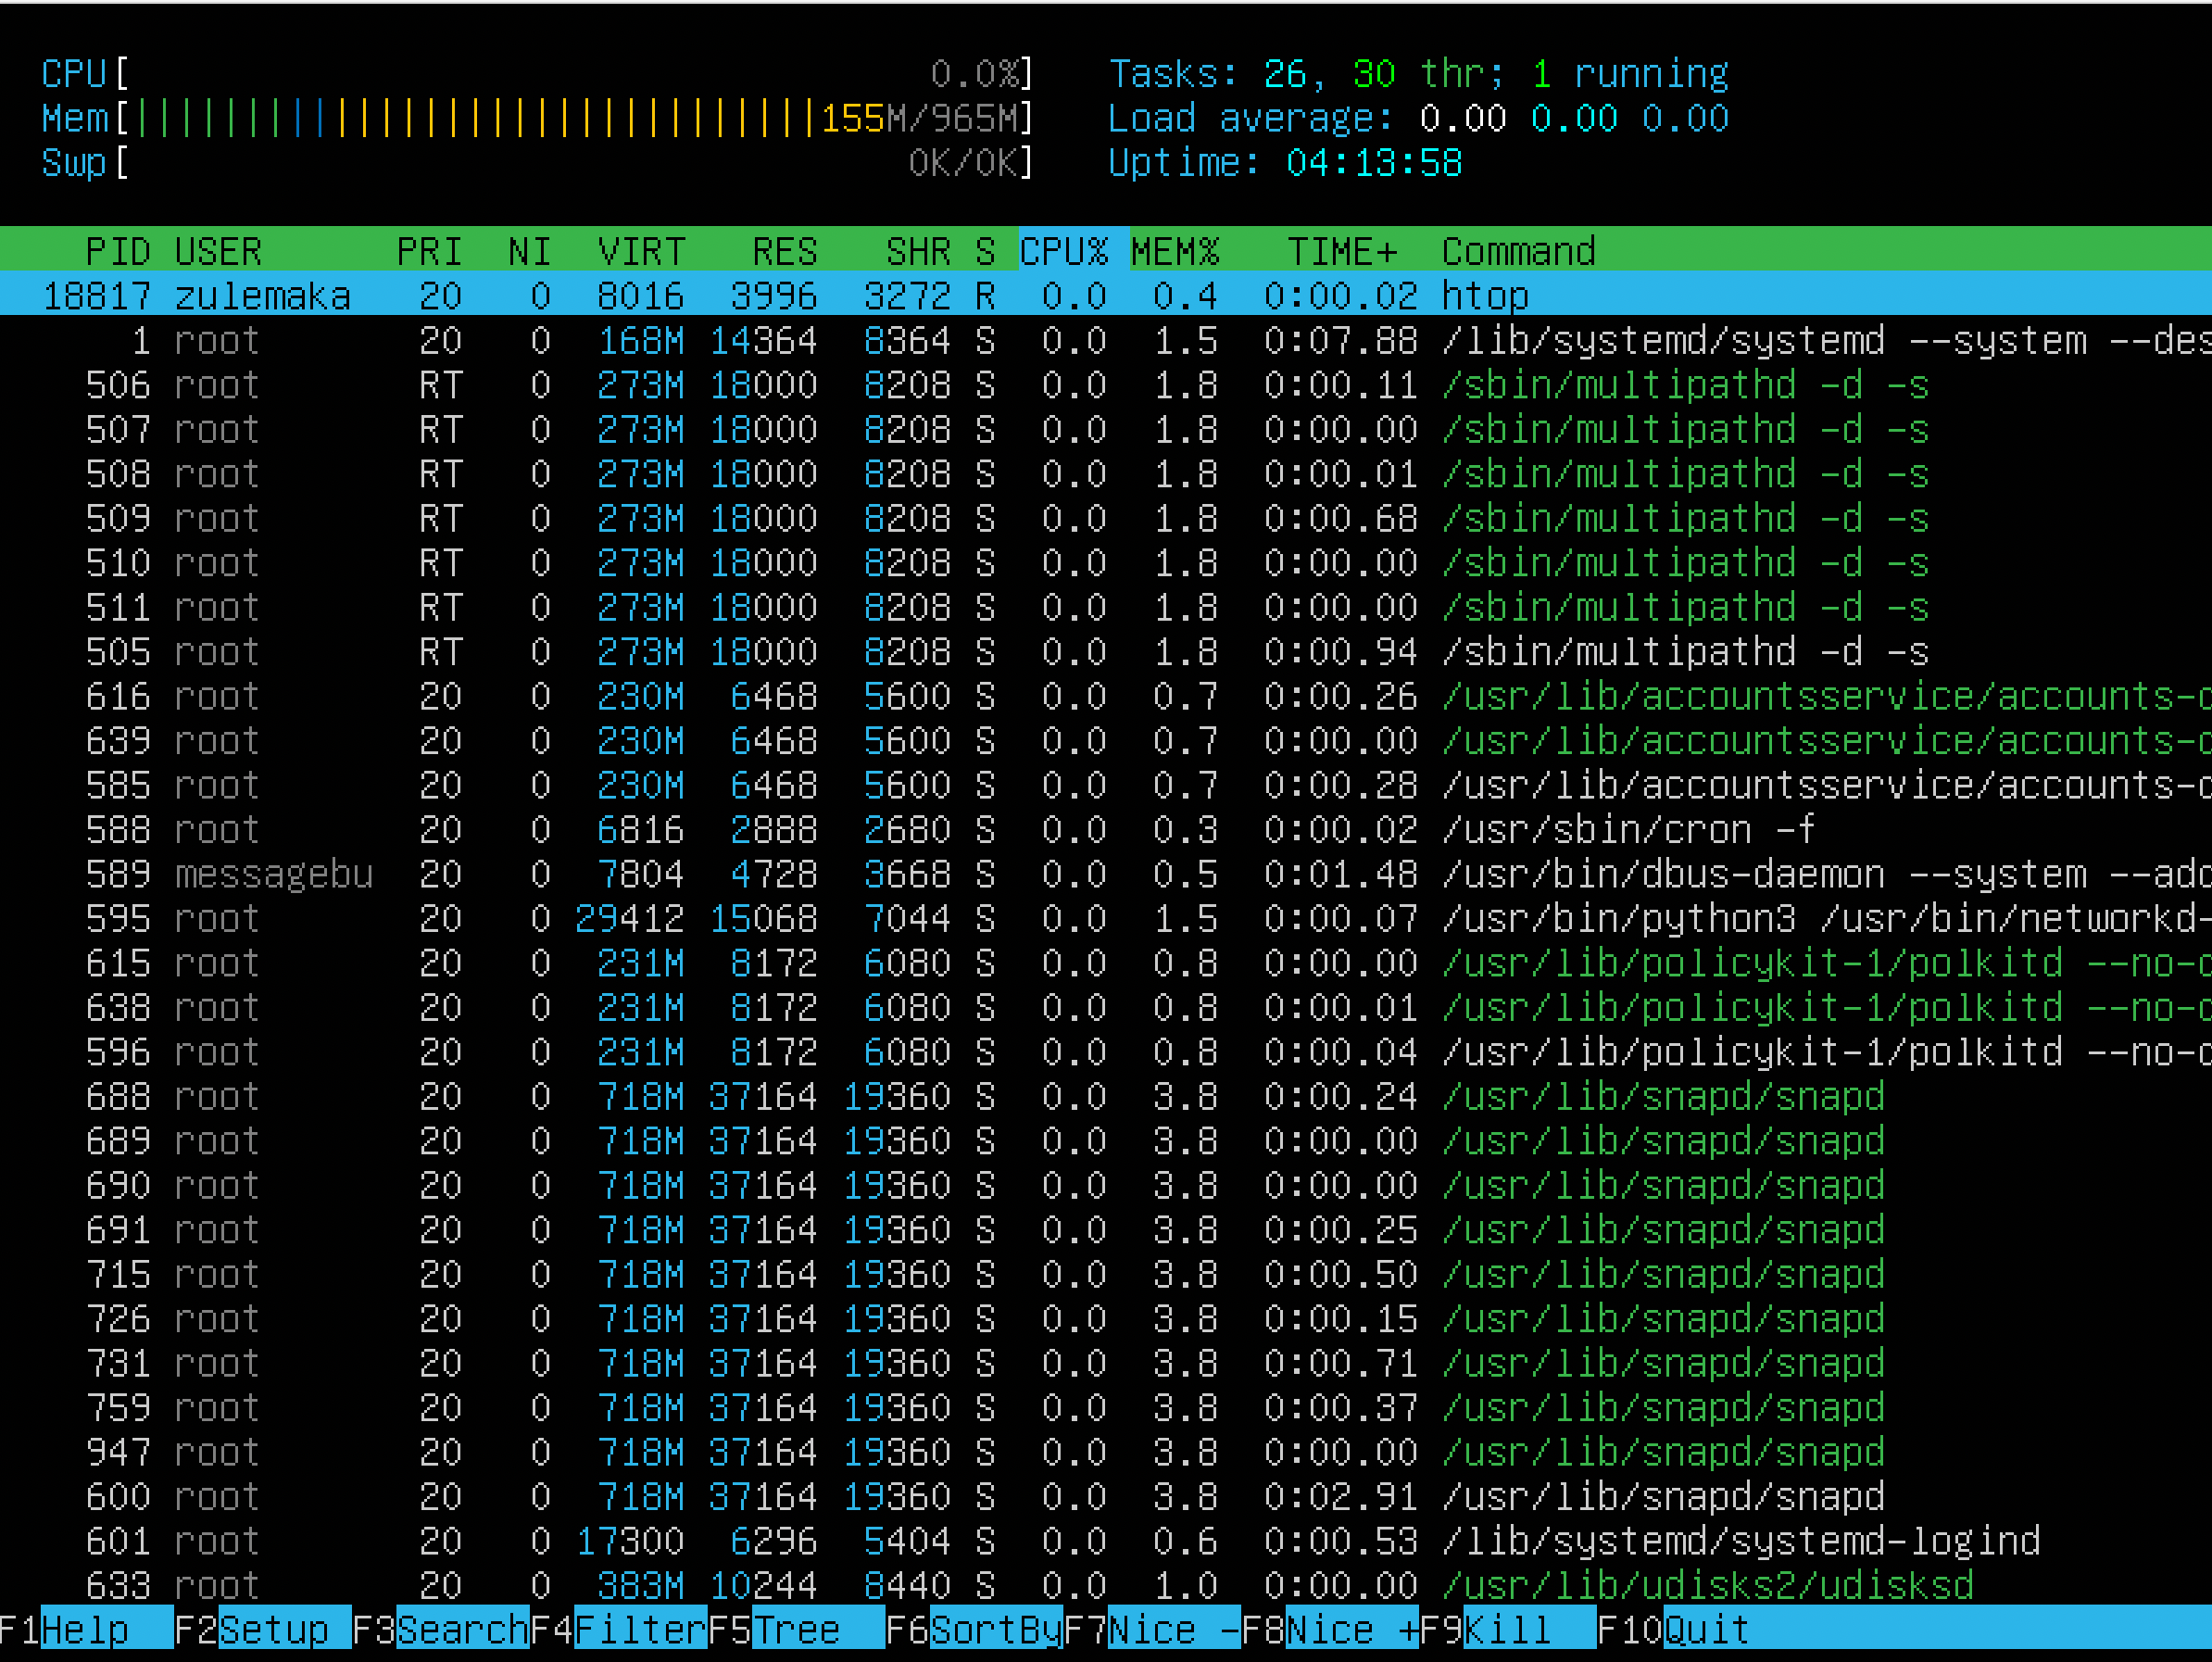 CPU[ 0.0%] Tasks: 26, 30 thr; 1 running
Mem[||||||||||||||||||||||||||||||155M/965M] Load average: 0.00 0.00 0.00
Swp[ 0K/0K] Uptime: 04:13:58
PID USER PRI NI VIRT RES SHR S CPU% MEM% TIME+ Command
18817 zulemaka 20 0 8016 3996 3272 R 0.0 0.4 0:00.02 htop
1 root 20 0 168M 14364 8364 S 0.0 1.5 0:07.88 /lib/systemd/systemd --system --des
506 root RT 0 273M 18000 8208 S 0.0 1.8 0:00.11 /sbin/multipathd -d -s
507 root RT 0 273M 18000 8208 S 0.0 1.8 0:00.00 /sbin/multipathd -d -s
508 root RT 0 273M 18000 8208 S 0.0 1.8 0:00.01 /sbin/multipathd -d -s
509 root RT 0 273M 18000 8208 S 0.0 1.8 0:00.68 /sbin/multipathd -d -s
510 root RT 0 273M 18000 8208 S 0.0 1.8 0:00.00 /sbin/multipathd -d -s
511 root RT 0 273M 18000 8208 S 0.0 1.8 0:00.00 /sbin/multipathd -d -s
505 root RT 0 273M 18000 8208 S 0.0 1.8 0:00.94 /sbin/multipathd -d -s
616 root 20 0 230M 6468 5600 S 0.0 0.7 0:00.26 /usr/lib/accountsservice/accounts-d
639 root 20 0 230M 6468 5600 S 0.0 0.7 0:00.00 /usr/lib/accountsservice/accounts-d
585 root 20 0 230M 6468 5600 S 0.0 0.7 0:00.28 /usr/lib/accountsservice/accounts-d
588 root 20 0 6816 2888 2680 S 0.0 0.3 0:00.02 /usr/sbin/cron -f
589 messagebu 20 0 7804 4728 3668 S 0.0 0.5 0:01.48 /usr/bin/dbus-daemon --system --add
595 root 20 0 29412 15068 7044 S 0.0 1.5 0:00.07 /usr/bin/python3 /usr/bin/networkd-
615 root 20 0 231M 8172 6080 S 0.0 0.8 0:00.00 /usr/lib/policykit-1/polkitd --no-d
638 root 20 0 231M 8172 6080 S 0.0 0.8 0:00.01 /usr/lib/policykit-1/polkitd --no-d
596 root 20 0 231M 8172 6080 S 0.0 0.8 0:00.04 /usr/lib/policykit-1/polkitd --no-d
688 root 20 0 718M 37164 19360 S 0.0 3.8 0:00.24 /usr/lib/snapd/snapd
689 root 20 0 718M 37164 19360 S 0.0 3.8 0:00.00 /usr/lib/snapd/snapd
690 root 20 0 718M 37164 19360 S 0.0 3.8 0:00.00 /usr/lib/snapd/snapd
691 root 20 0 718M 37164 19360 S 0.0 3.8 0:00.25 /usr/lib/snapd/snapd
715 root 20 0 718M 37164 19360 S 0.0 3.8 0:00.50 /usr/lib/snapd/snapd
726 root 20 0 718M 37164 19360 S 0.0 3.8 0:00.15 /usr/lib/snapd/snapd
731 root 20 0 718M 37164 19360 S 0.0 3.8 0:00.71 /usr/lib/snapd/snapd
759 root 20 0 718M 37164 19360 S 0.0 3.8 0:00.37 /usr/lib/snapd/snapd
947 root 20 0 718M 37164 19360 S 0.0 3.8 0:00.00 /usr/lib/snapd/snapd
600 root 20 0 718M 37164 19360 S 0.0 3.8 0:02.91 /usr/lib/snapd/snapd
601 root 20 0 17300 6296 5404 S 0.0 0.6 0:00.53 /lib/systemd/systemd-logind
633 root 20 0 383M 10244 8440 S 0.0 1.0 0:00.00 /usr/lib/udisks2/udisksd
F1Help F2Setup F3SearchF4FilterF5Tree F6SortByF7Nice -F8Nice +F9Kill F10Quit